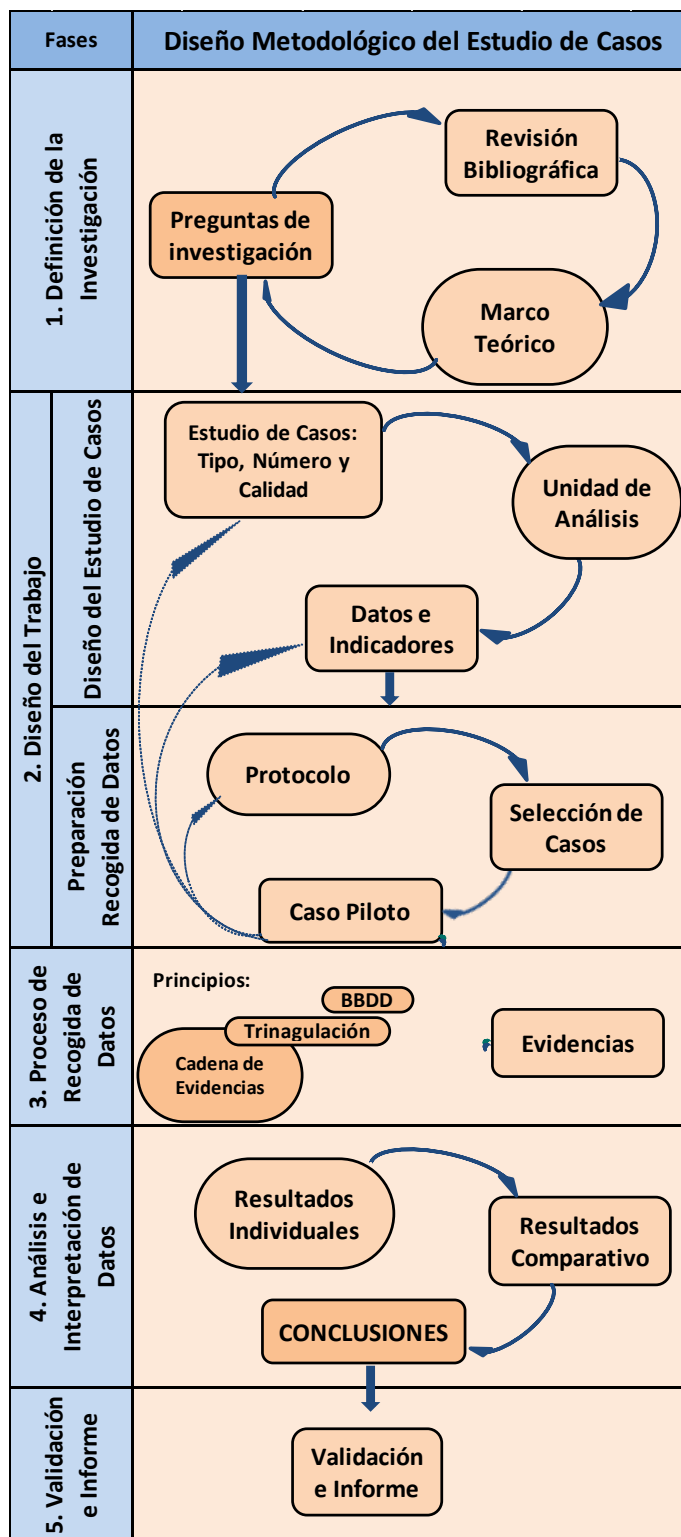 Fases
Diseño Metodológico del Estudio de Casos
1. Definición de la
Investigación
Revisión
Bibliográfica
Preguntas de
investigación
Marco
Teórico
2. Diseño del Trabajo
Diseño del Estudio de Casos
Estudio de Casos:
Tipo, Número y
Calidad
Unidad de
Análisis
Datos e
Indicadores
Preparación
Recogida de Datos
Protocolo
Selección de
Casos
Caso Piloto
3. Proceso de
Recogida de
Datos
Principios:
BBDD
Trinagulación
Cadena de
Evidencias
Evidencias
4. Análisis e
Interpretación de
Datos
Resultados
Individuales
Resultados
Comparativo
CONCLUSIONES
5. Validación
e Informe
Validación
e Informe